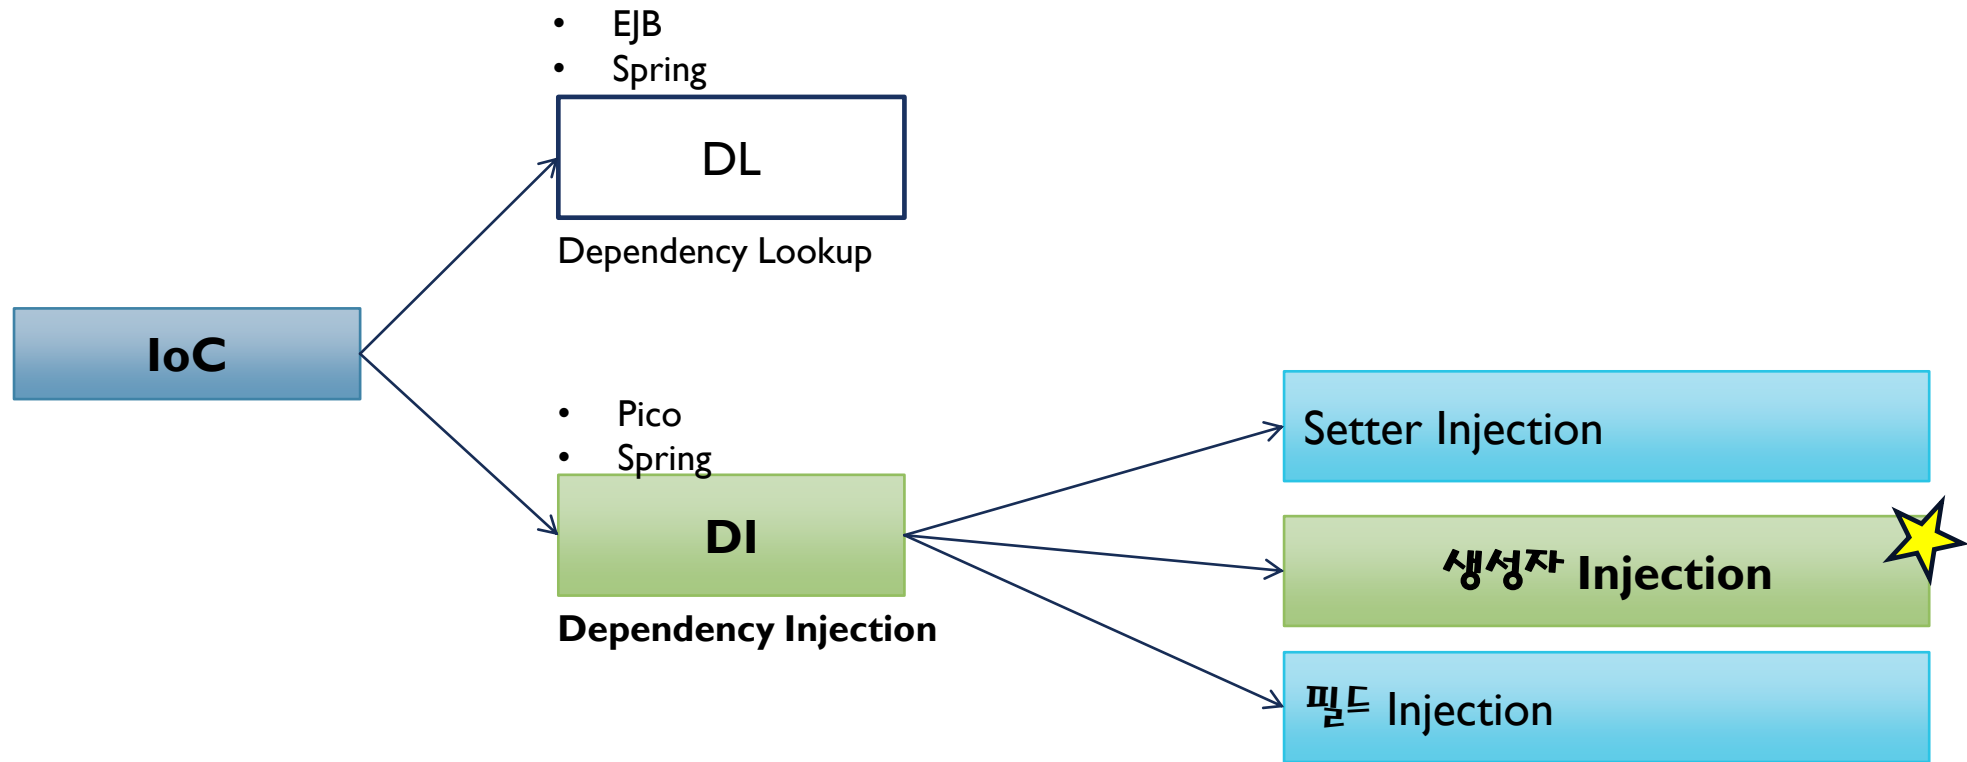 • EJB
• Spring
DL
Dependency Lookup
IoC
• Pico
• Spring
DI
Dependency Injection
Setter Injection
생성자 Injection
필드 Injection